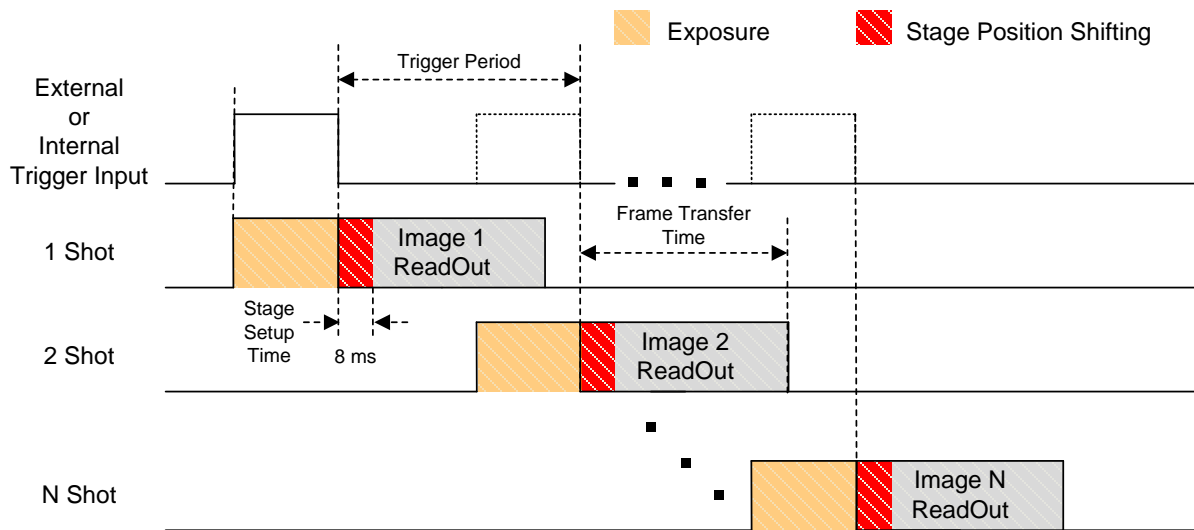 Exposure
Stage Position Shifting
Trigger Period
External
or
Internal
Trigger Input
Frame Transfer
Time
1 Shot
Image 1
ReadOut
Stage
Setup
Time
8 ms
2 Shot
Image 2
ReadOut
N Shot
Image N
ReadOut